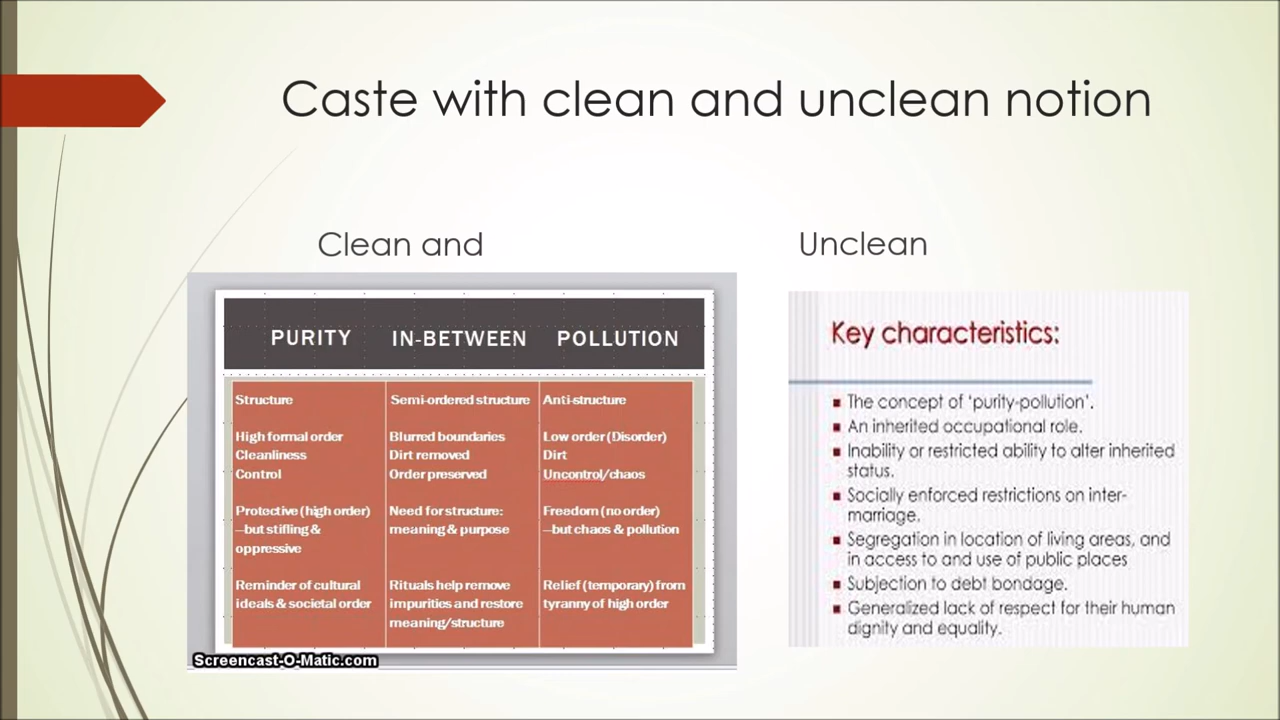 Caste with clean and unclean notion
Clean and
PURITY
IN-BETWEEN
POLLUTION
Structure
High formal order
Cleanliness
Control
Protective (high order)
—but stifling &
oppressive
Reminder of cultural
ideals & societal order
Semi-ordered structure
Blurred boundaries
Dirt removed
Order preserved
Need for structure:
meaning & purpose
Rituals help remove
impurities and restore
meaning/structure
Anti-structure
Low order (Disorder)
Dirt
Uncontrol/chaos
Freedom (no order)
—but chaos & pollution
Relief (temporary) from
tyranny of high order
Screencast-O-Matic.com
Unclean
Key characteristics:
■ The concept of 'purity-pollution'.
■ An inherited occupational role.
■ Inability or restricted ability to alter inherited
status.
■ Socially enforced restrictions on inter-
marriage.
■ Segregation in location of living areas, and
in access to and use of public places
■ Subjection to debt bondage.
■ Generalized lack of respect for their human
dignity and equality.